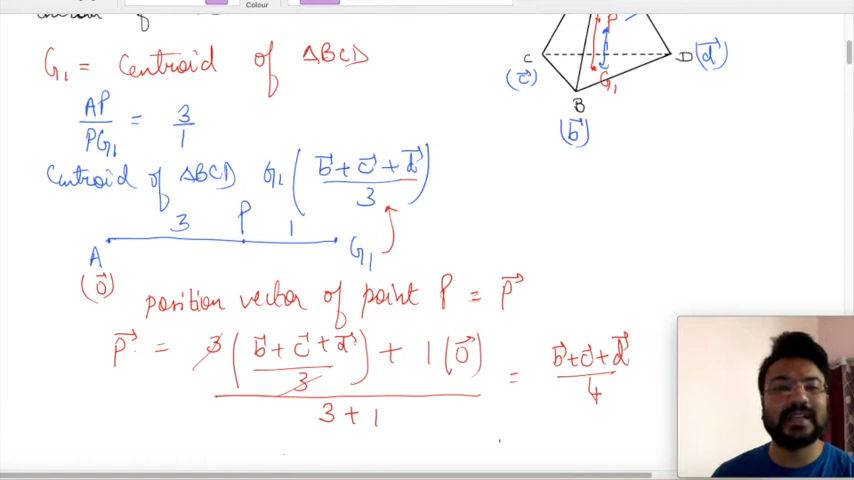 Colour
of
G₁ = Centroid of ΔBCD
AP/PG₁ = 3/1
Centroid of ΔBCD G₁ ( (b⃗ + c⃗ + d⃗)/3 )
3 P 1
A G₁
(0⃗)
position vector of point P = P⃗
P⃗ = ( 3 ( (b⃗ + c⃗ + d⃗)/3 ) + 1 (0⃗) ) / (3 + 1) = (b⃗ + c⃗ + d⃗)/4
P
C D (d⃗)
(c⃗) G₁
B
(b⃗)